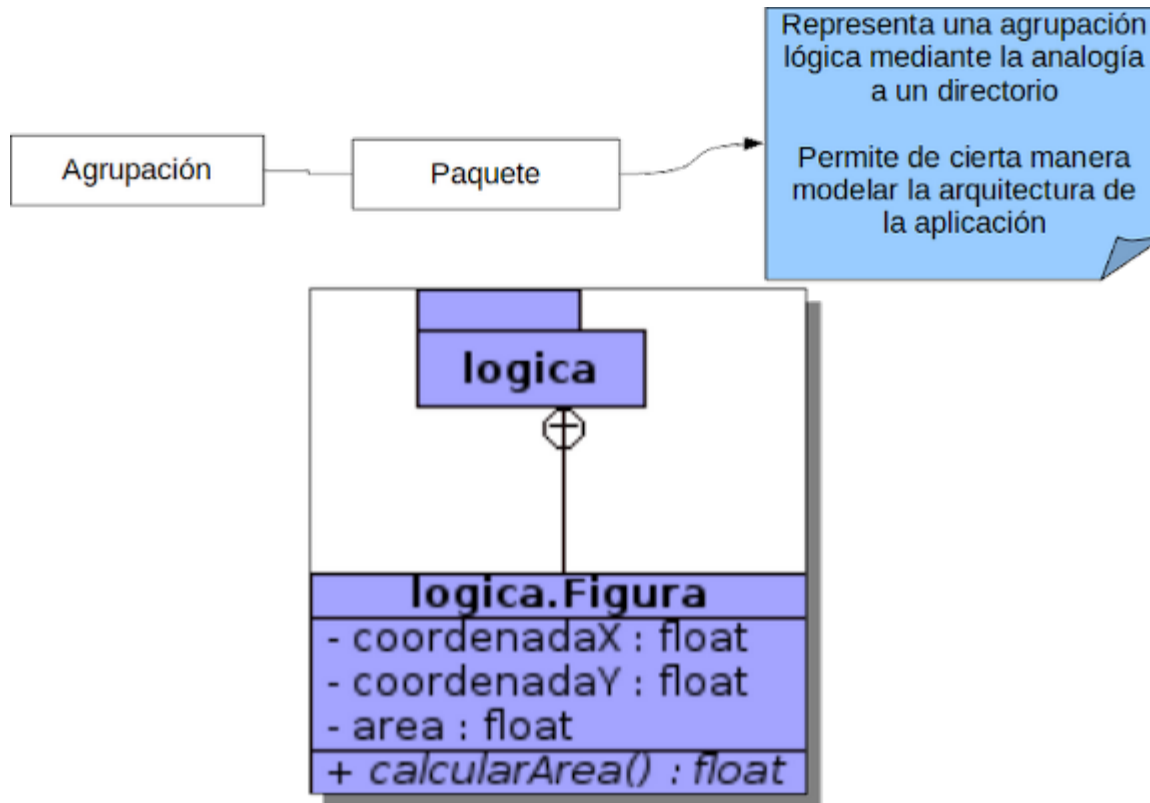 Representa una agrupación
lógica mediante la analogía
a un directorio
Permite de cierta manera
modelar la arquitectura de
la aplicación
Agrupación
Paquete
logica
logica.Figura
- coordenadaX : float
- coordenadaY : float
- area : float
+ calcularArea() : float